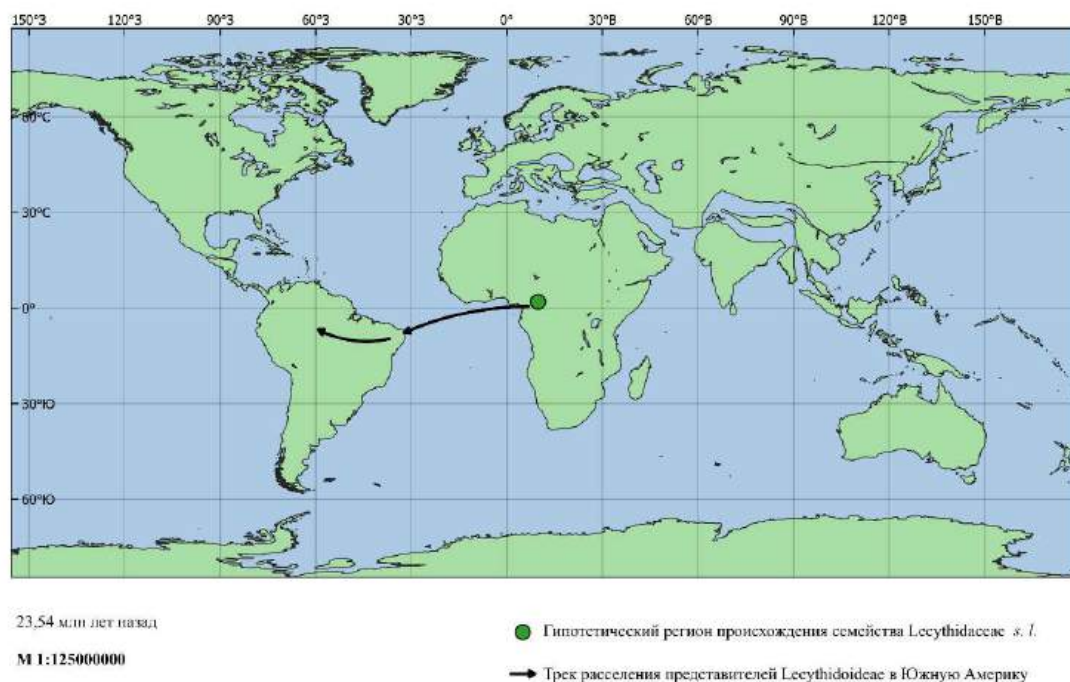 150°З 120°З 90°З 60°З 30°З 0° 30°В 60°В 90°В 120°В 150°В
60°С
30°С
0°
30°Ю
60°Ю
23,54 млн лет назад
Гипотетический регион происхождения семейства Lecythidaceae s. l.
М 1:125000000
Трек расселения представителей Lecythidoideae в Южную Америку